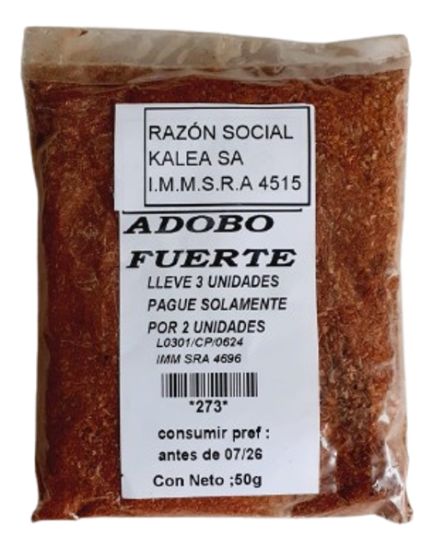 RAZÓN SOCIAL
KALEA SA
I.M.M.S.R.A 4515
ADOBO
FUERTE
LLEVE 3 UNIDADES
PAGUE SOLAMENTE
POR 2 UNIDADES
L0301/CP/0624
IMM SRA 4696
*273*
consumir pref :
antes de 07/26
Con Neto ;50g